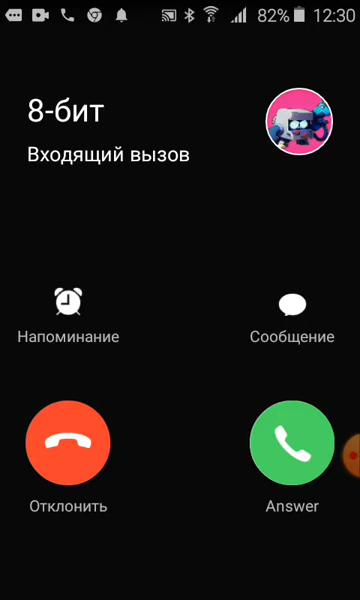 82% 12:30
8-бит
Входящий вызов
Напоминание Сообщение
Отклонить Answer